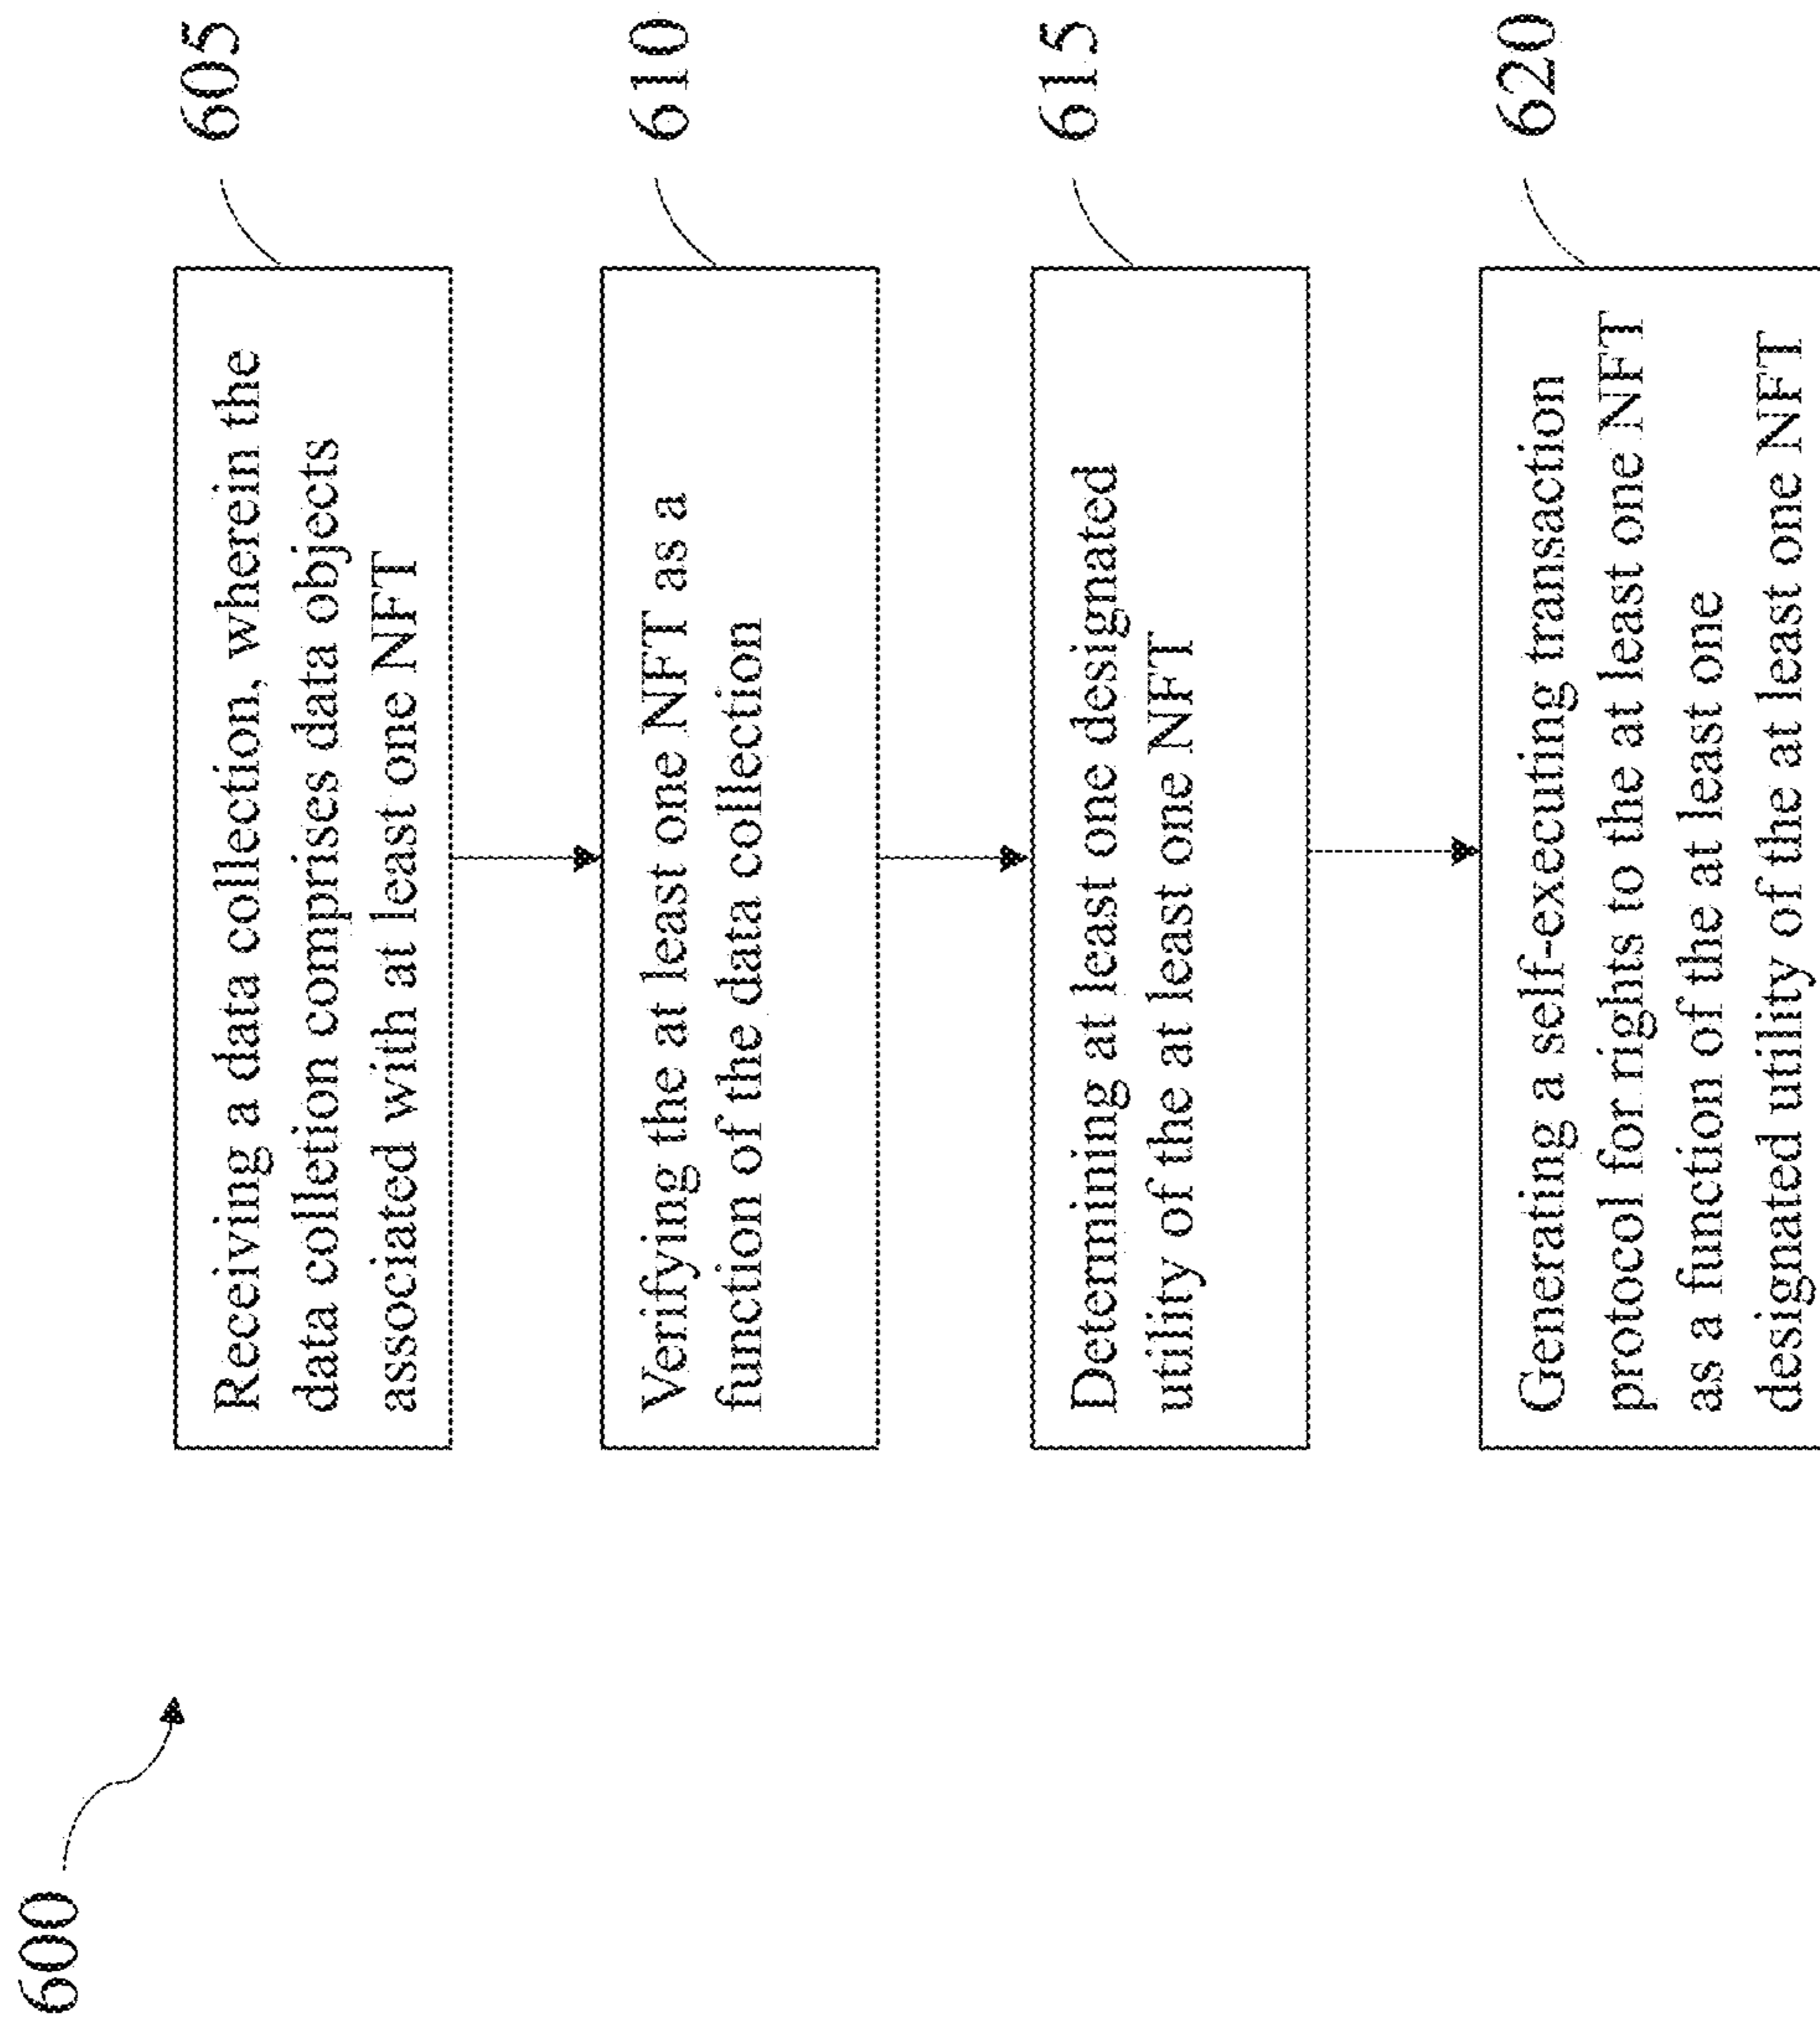 600
Receiving a data collection, wherein the
data colletion comprises data objects
associated with at least one NFT
605
Verifying the at least one NFT as a
function of the data collection
610
Determining at least one designated
utility of the at least one NFT
615
Generating a self-executing transaction
protocol for rights to the at least one NFT
as a function of the at least one
designated utility of the at least one NFT
620